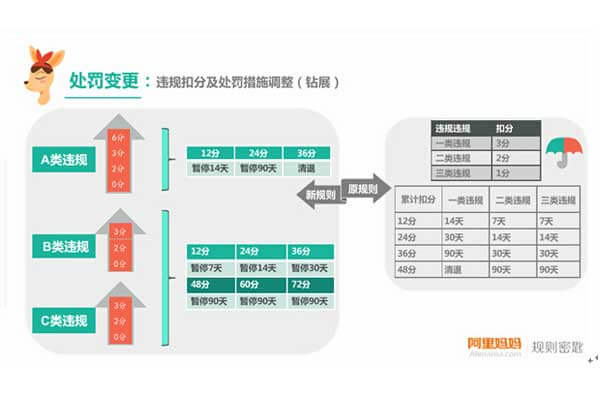 处罚变更：违规扣分及处罚措施调整（钻展）
A类违规
6分
3分
2分
0分
12分 24分 36分
暂停14天 暂停90天 清退
B类违规
3分
2分
0分
C类违规
3分
2分
0分
12分 24分 36分
暂停7天 暂停14天 暂停30天
48分 60分 72分
暂停90天 暂停90天 暂停90天
新规则 原规则
违规违规 扣分
一类违规 3分
二类违规 2分
三类违规 1分
累计扣分 一类违规 二类违规 三类违规
12分 14天 7天 7天
24分 30天 14天 14天
36分 90天 30天 30天
48分 清退 90天 90天
阿里妈妈 规则密匙
Alimama.com